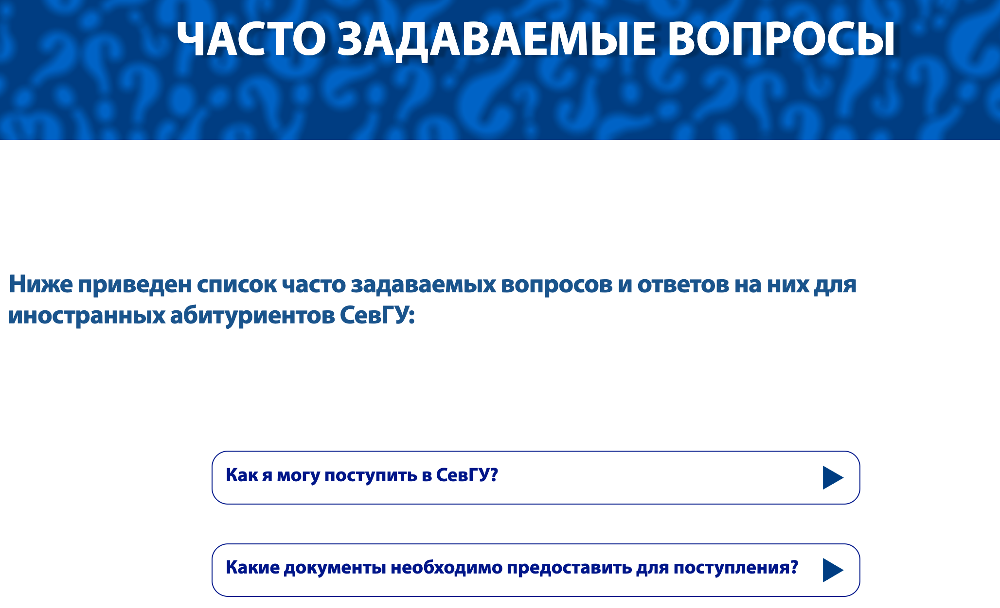 ЧАСТО ЗАДАВАЕМЫЕ ВОПРОСЫ
Ниже приведен список часто задаваемых вопросов и ответов на них для
иностранных абитуриентов СевГУ:
Как я могу поступить в СевГУ?
Какие документы необходимо предоставить для поступления?